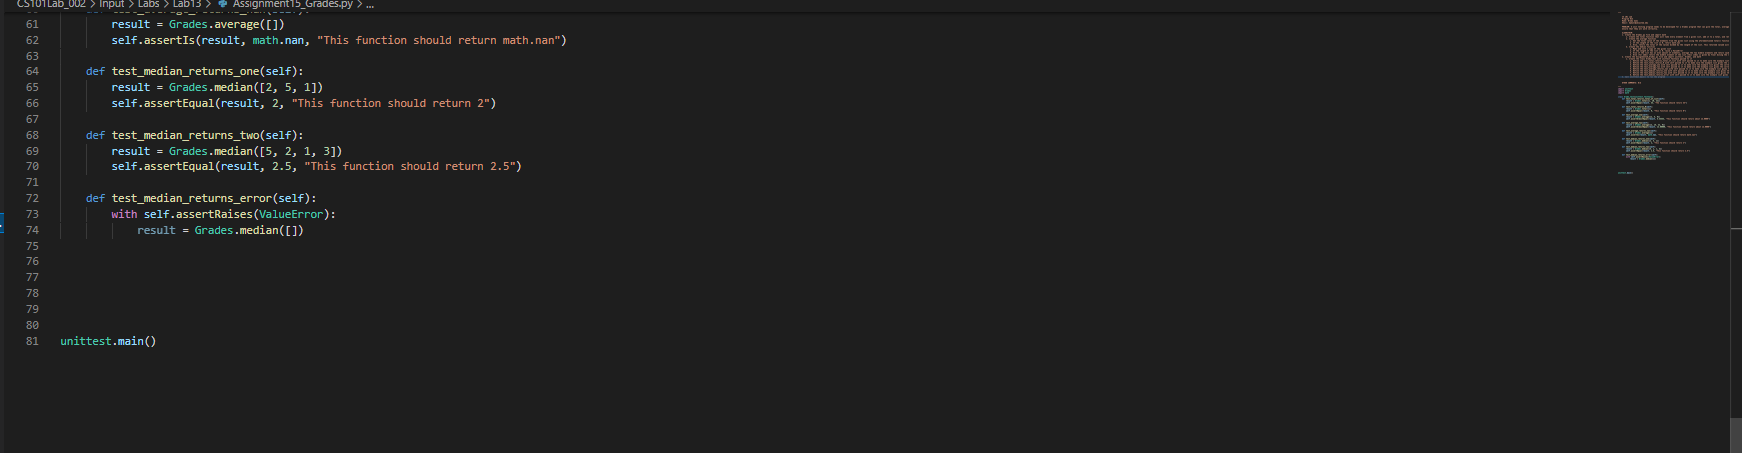 CS101Lab_002 > Input > Labs > Lab13 > Assignment15_Grades.py > ...
61 result = Grades.average([])
62 self.assertIs(result, math.nan, "This function should return math.nan")
63
64 def test_median_returns_one(self):
65 result = Grades.median([2, 5, 1])
66 self.assertEqual(result, 2, "This function should return 2")
67
68 def test_median_returns_two(self):
69 result = Grades.median([5, 2, 1, 3])
70 self.assertEqual(result, 2.5, "This function should return 2.5")
71
72 def test_median_returns_error(self):
73 with self.assertRaises(ValueError):
74 result = Grades.median([])
75
76
77
78
79
80
81 unittest.main()